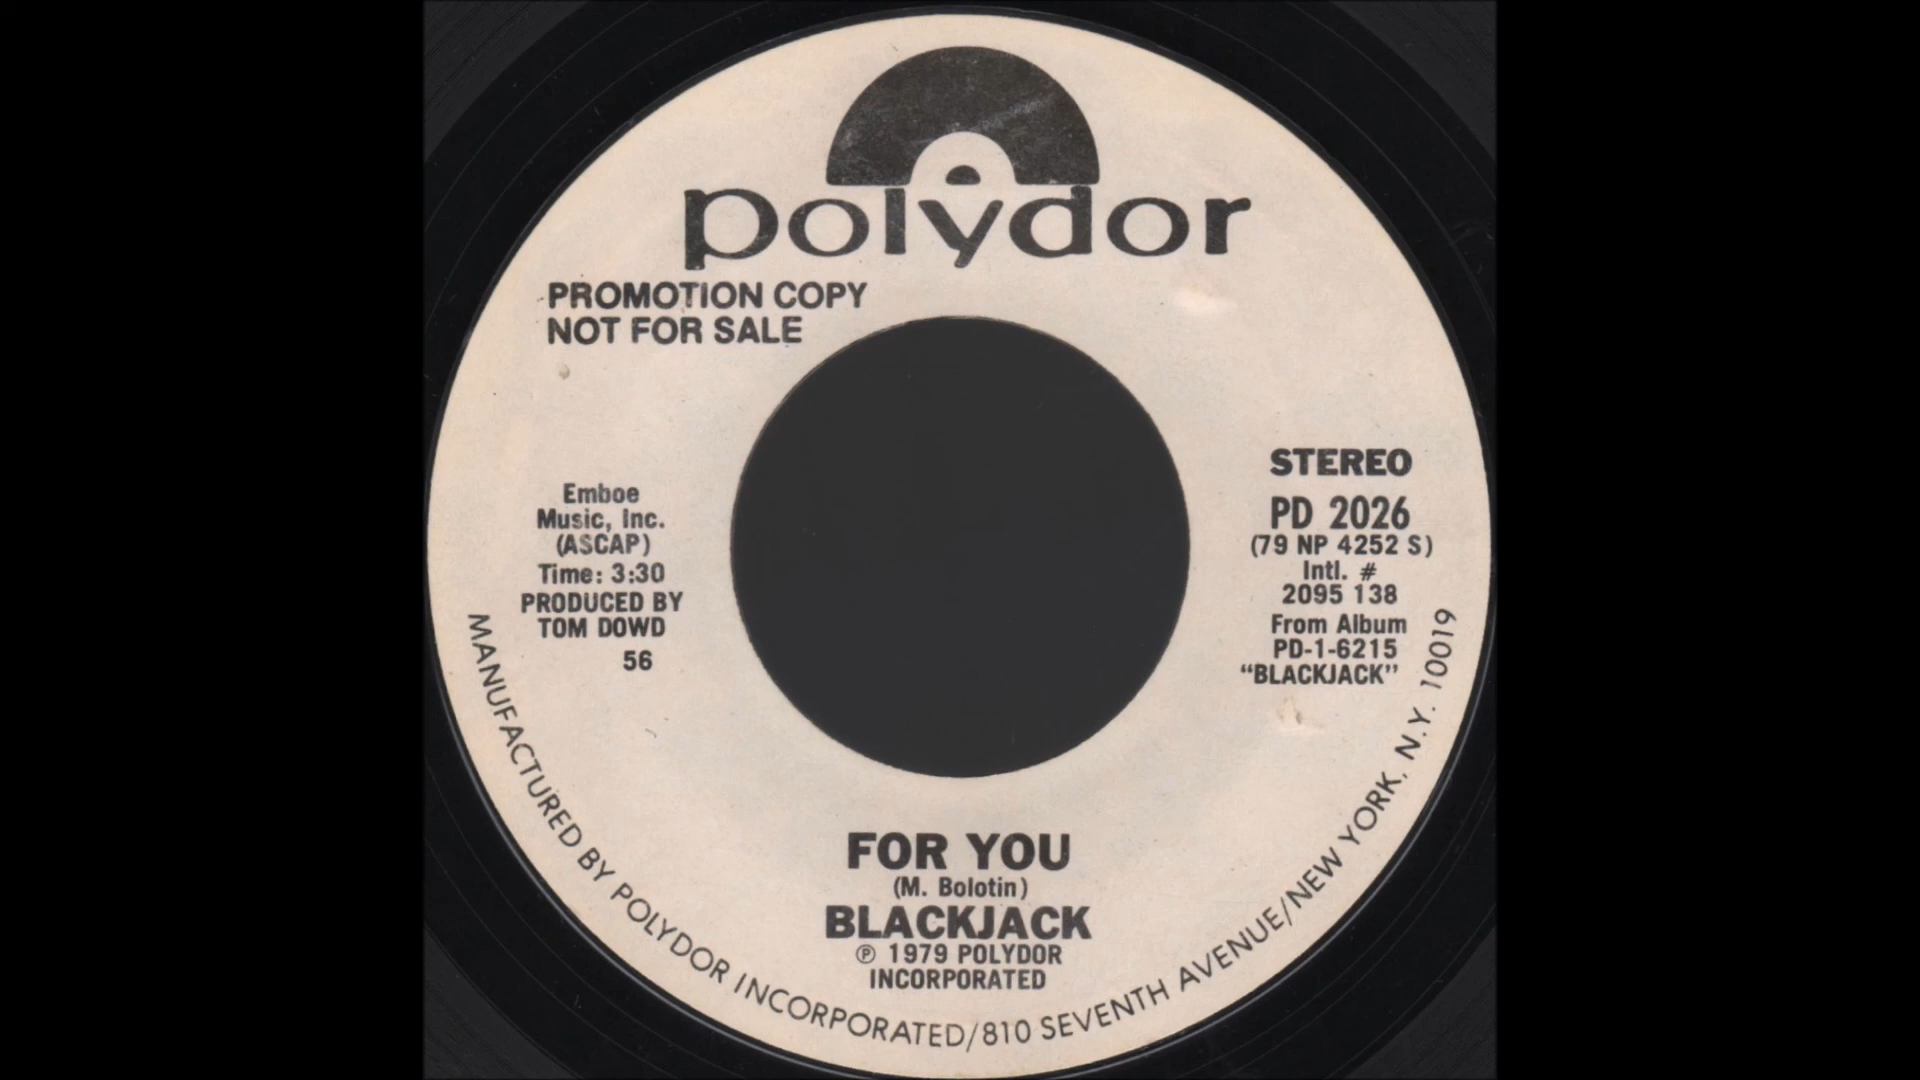 polydor
PROMOTION COPY
NOT FOR SALE
Emboe
Music, Inc.
(ASCAP)
Time: 3:30
PRODUCED BY
TOM DOWD
56
STEREO
PD 2026
(79 NP 4252 S)
Intl. #
2095 138
From Album
PD-1-6215
"BLACKJACK"
FOR YOU
(M. Bolotin)
BLACKJACK
℗ 1979 POLYDOR
INCORPORATED
MANUFACTURED BY POLYDOR INCORPORATED/810 SEVENTH AVENUE/NEW YORK, N.Y. 10019